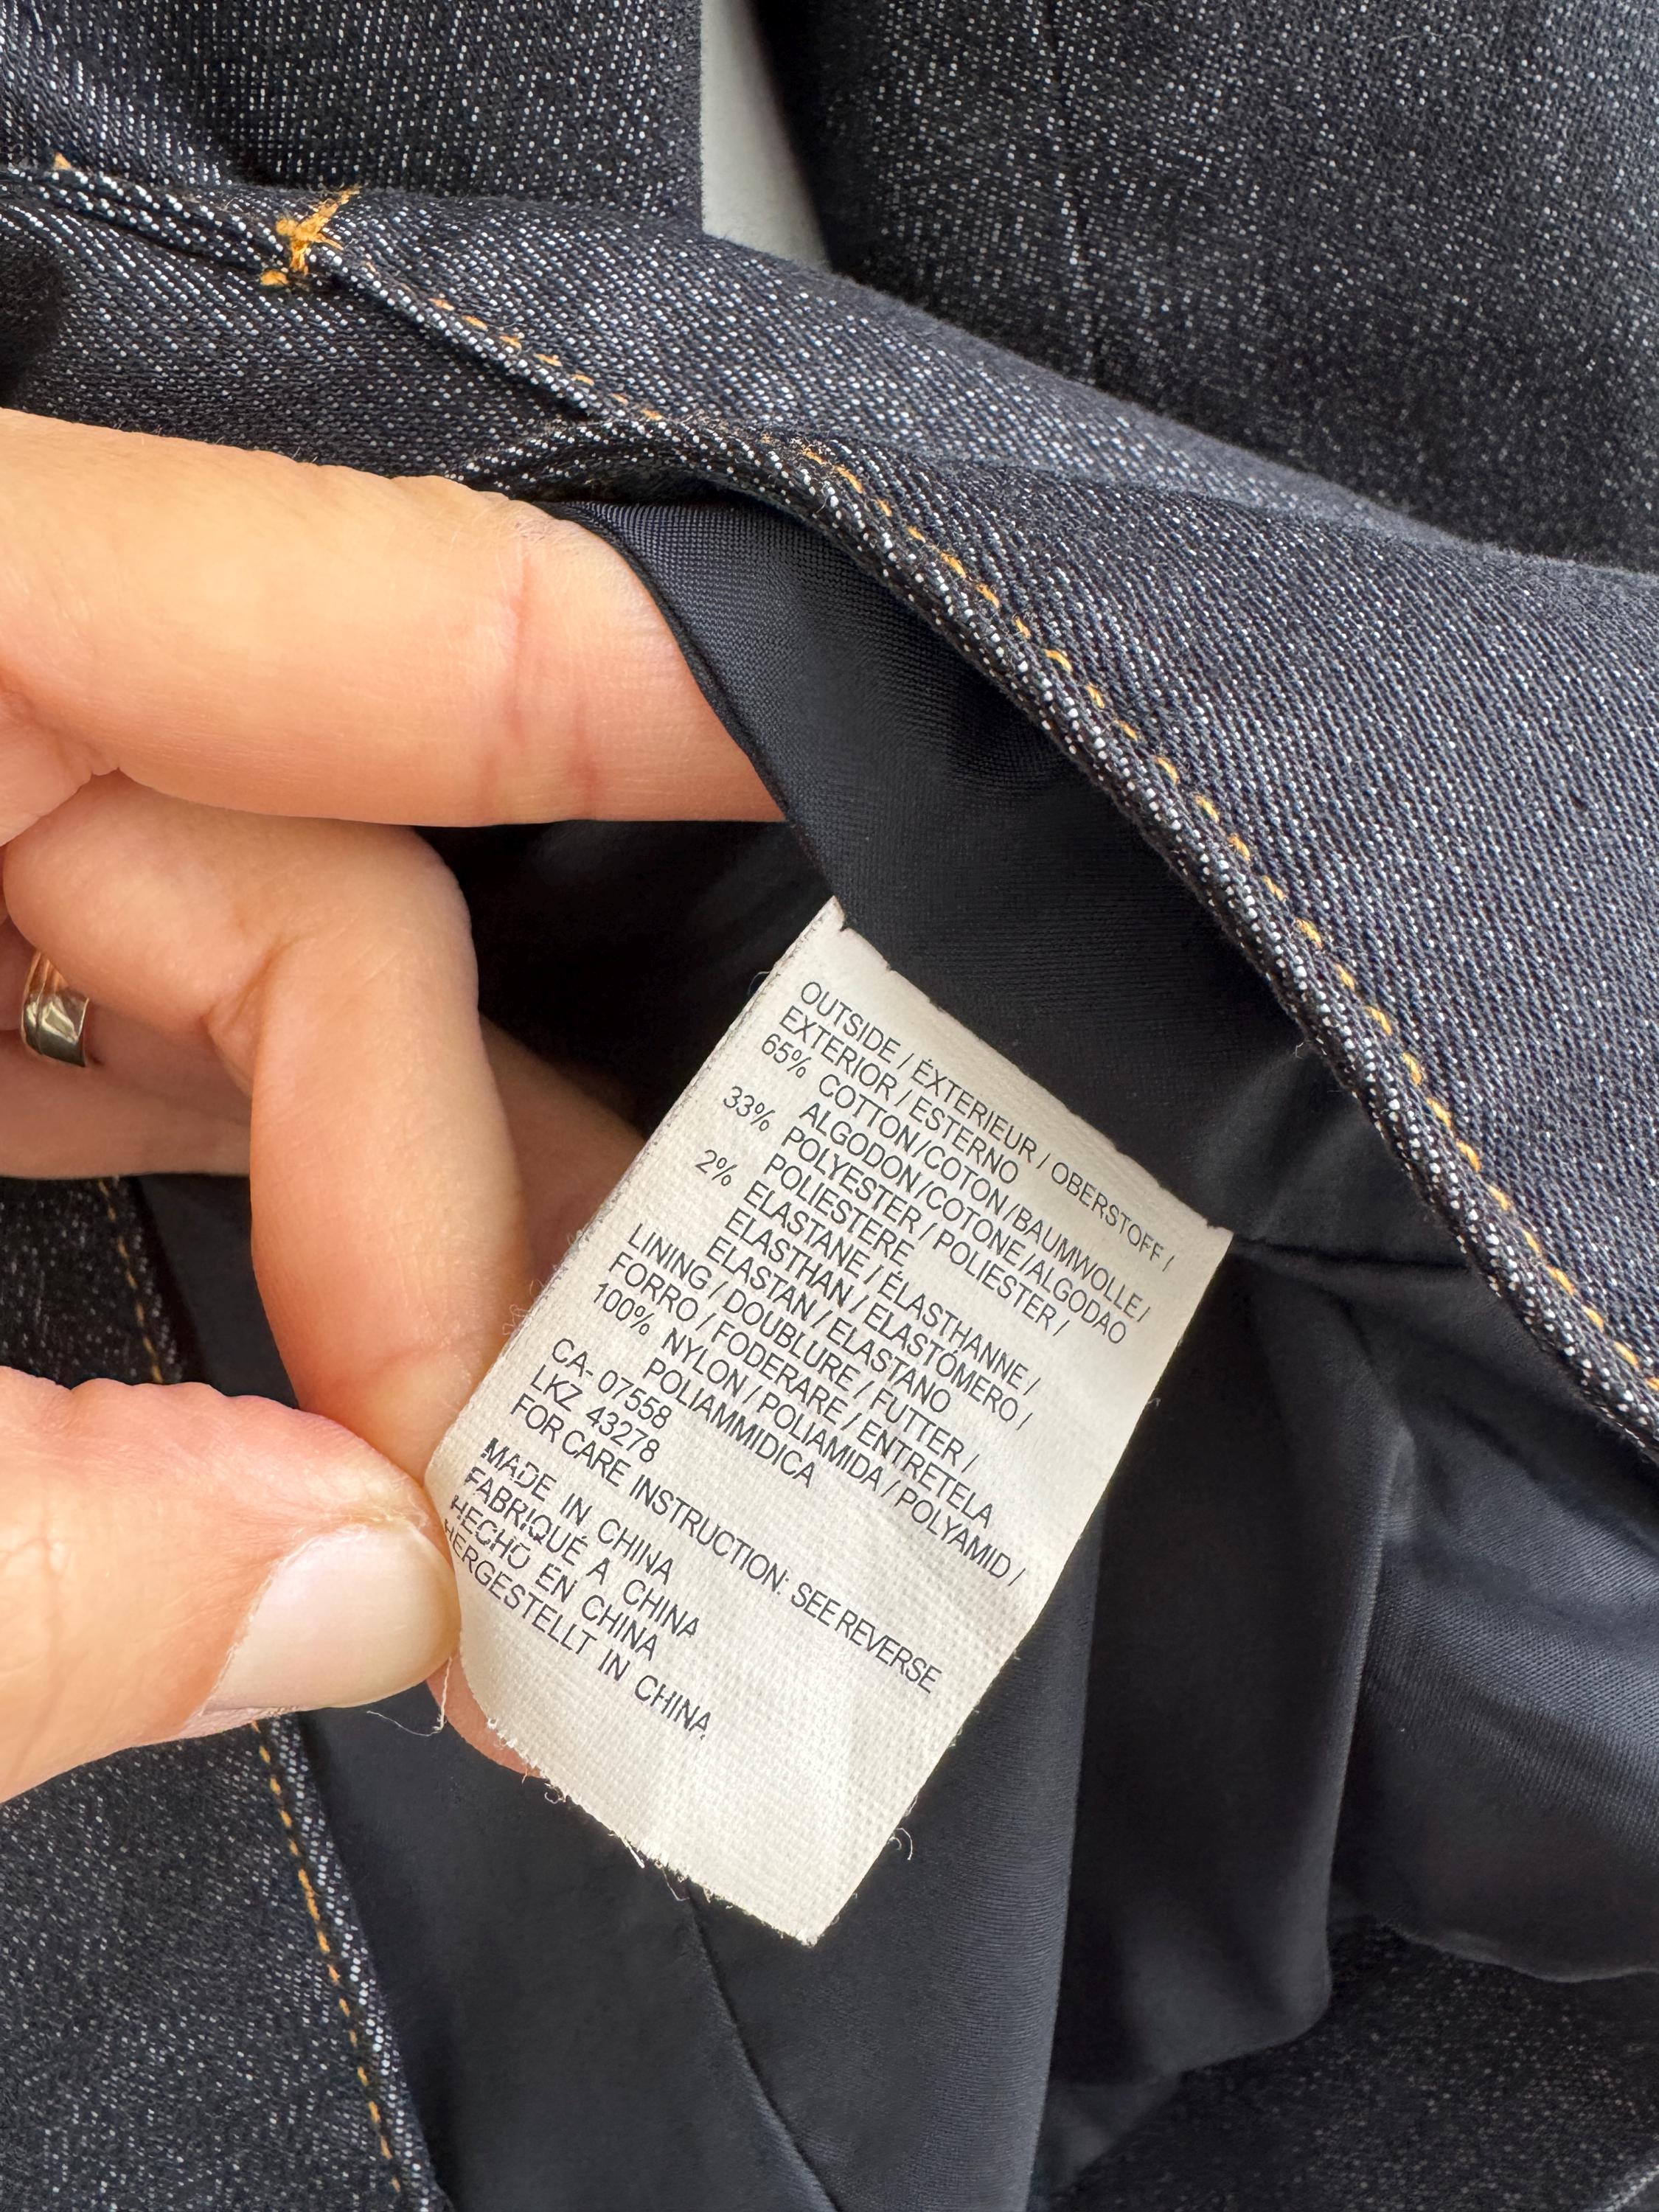 OUTSIDE / ÉXTERIEUR / OBERSTOFF /
EXTERIOR / ESTERNO
65% COTTON/COTON/BAUMWOLLE/
ALGODON/COTONE/ALGODAO
33% POLYESTER / POLIESTER /
POLIESTERE
2% ELASTANE / ÉLASTHANNE /
ELASTHAN / ELASTÓMERO /
ELASTAN / ELASTANO
LINING / DOUBLURE / FUTTER /
FORRO / FODERARE / ENTRETELA
100% NYLON / POLIAMIDA / POLYAMID /
POLIAMMIDICA
CA- 07558
LKZ 43278
FOR CARE INSTRUCTION: SEE REVERSE
MADE IN CHINA
FABRIQUÉ A CHINA
HECHO EN CHINA
HERGESTELLT IN CHINA